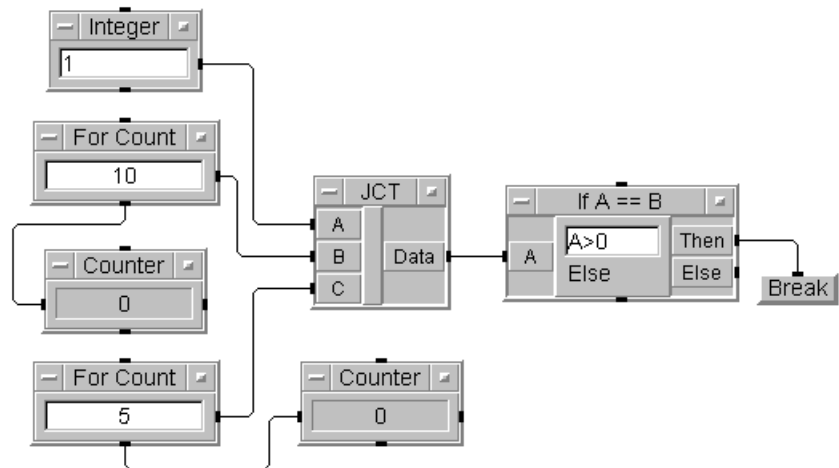 Integer
1
For Count
10
Counter
0
For Count
5
JCT
A
B
C
Data
Counter
0
If A == B
A
A>0
Else
Then
Else
Break